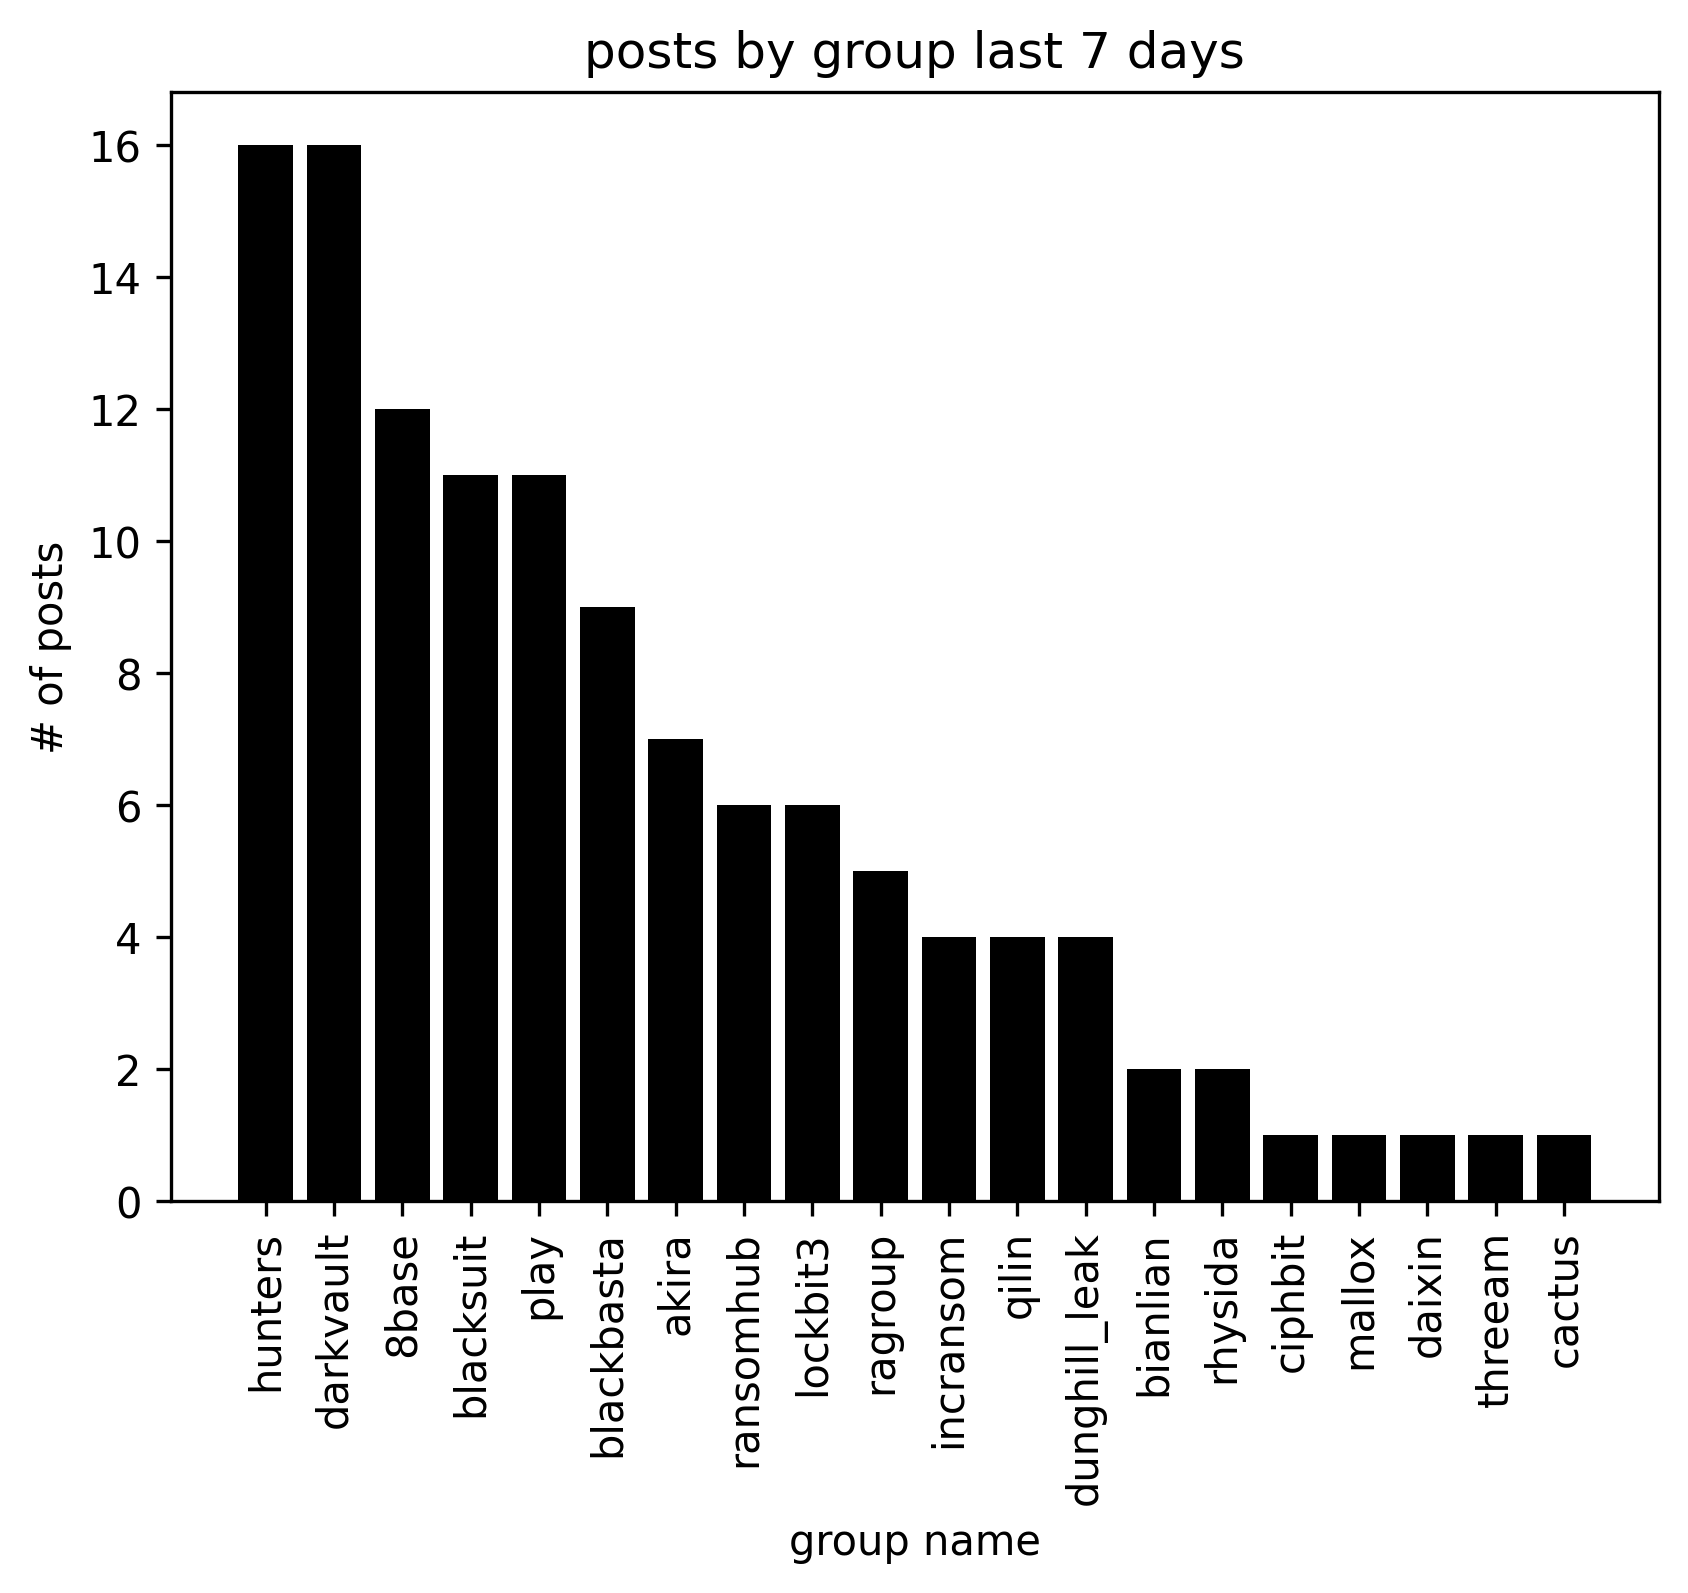 posts by group last 7 days
# of posts
16
14
12
10
8
6
4
2
0
hunters
darkvault
8base
blacksuit
play
blackbasta
akira
ransomhub
lockbit3
ragroup
incransom
qilin
dunghill_leak
bianlian
rhysida
ciphbit
mallox
daixin
threeam
cactus
group name